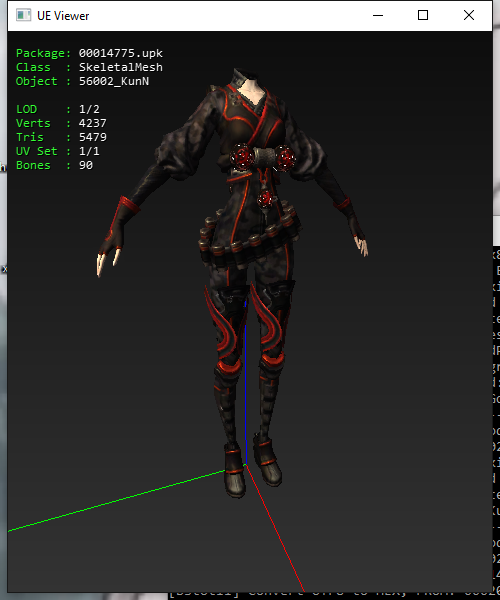 UE Viewer
Package: 00014775.upk
Class : SkeletalMesh
Object : 56002_KunN
LOD : 1/2
Verts : 4237
Tris : 5479
UV Set : 1/1
Bones : 90